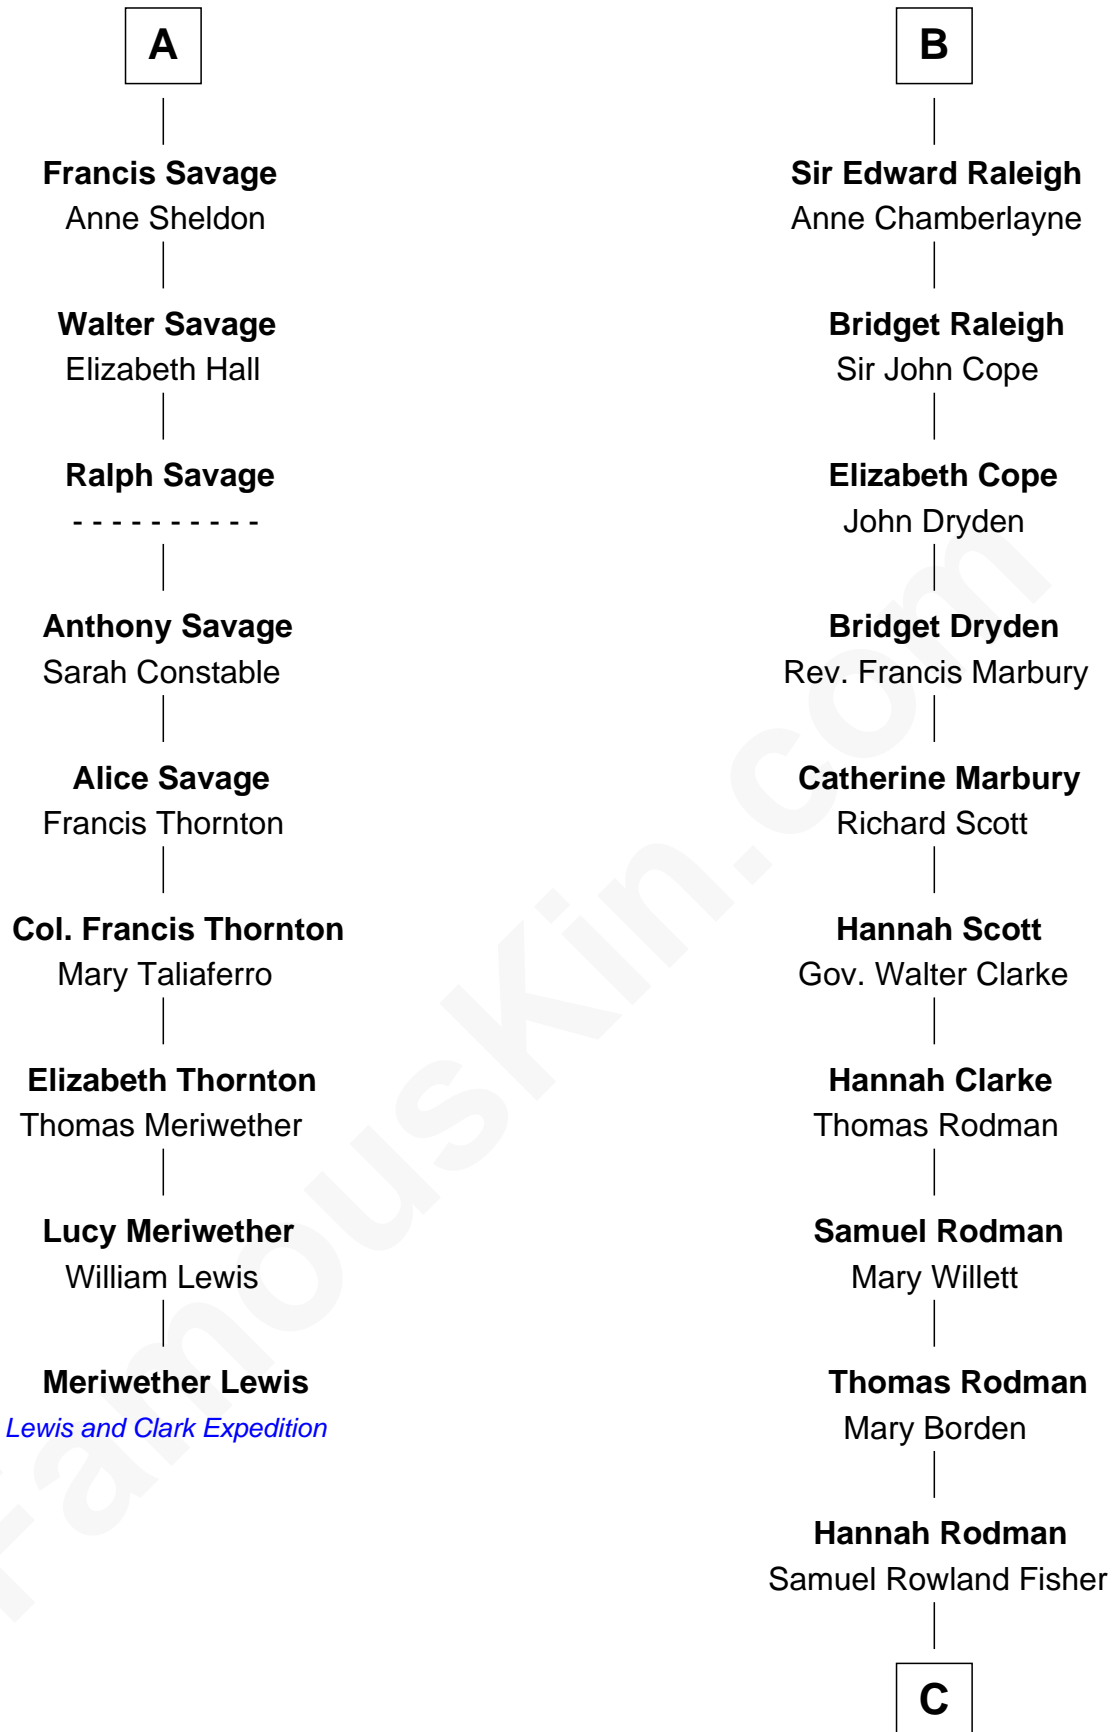 A
Francis Savage
Anne Sheldon
Walter Savage
Elizabeth Hall
Ralph Savage
- - - - - - - - - -
Anthony Savage
Sarah Constable
Alice Savage
Francis Thornton
Col. Francis Thornton
Mary Taliaferro
Elizabeth Thornton
Thomas Meriwether
Lucy Meriwether
William Lewis
Meriwether Lewis
Lewis and Clark Expedition
B
Sir Edward Raleigh
Anne Chamberlayne
Bridget Raleigh
Sir John Cope
Elizabeth Cope
John Dryden
Bridget Dryden
Rev. Francis Marbury
Catherine Marbury
Richard Scott
Hannah Scott
Gov. Walter Clarke
Hannah Clarke
Thomas Rodman
Samuel Rodman
Mary Willett
Thomas Rodman
Mary Borden
Hannah Rodman
Samuel Rowland Fisher
C
FamousKin.com